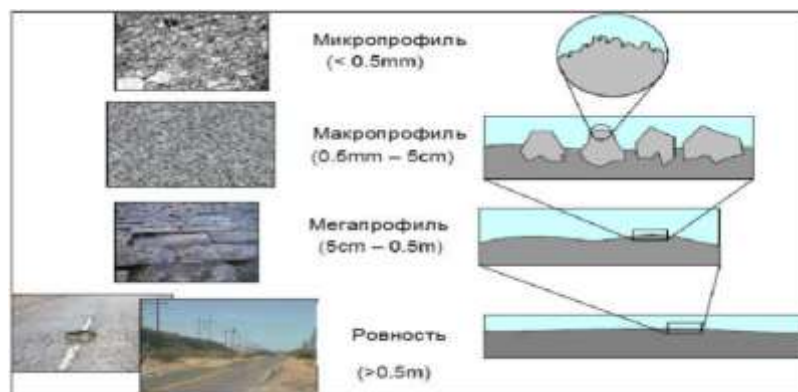 Микропрофиль
(< 0.5mm)
Макропрофиль
(0.5mm – 5cm)
Мегапрофиль
(5cm – 0.5m)
Ровность
(>0.5m)